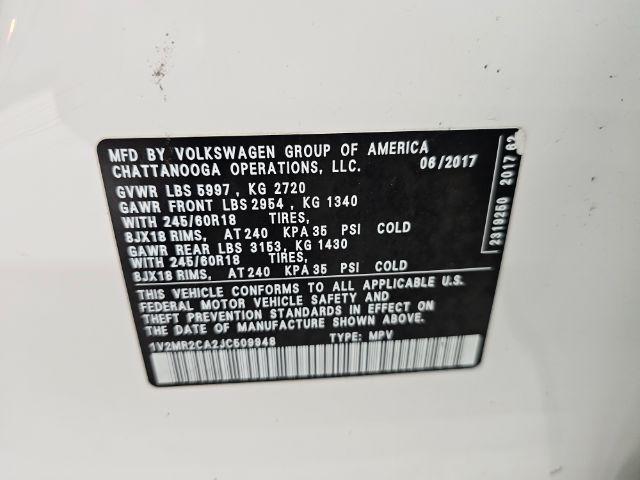 MFD BY VOLKSWAGEN GROUP OF AMERICA
CHATTANOOGA OPERATIONS, LLC. 06/2017
GVWR LBS 5997 , KG 2720
GAWR FRONT LBS 2954 , KG 1340
WITH 245/60R18 TIRES,
8JX18 RIMS, AT 240 KPA 35 PSI COLD
GAWR REAR LBS 3153, KG 1430
WITH 245/60R18 TIRES,
8JX18 RIMS, AT 240 KPA 35 PSI COLD
THIS VEHICLE CONFORMS TO ALL APPLICABLE U.S.
FEDERAL MOTOR VEHICLE SAFETY AND
THEFT PREVENTION STANDARDS IN EFFECT ON
THE DATE OF MANUFACTURE SHOWN ABOVE.
1V2MR2CA2JC509948 TYPE: MPV
2319250 2017 62